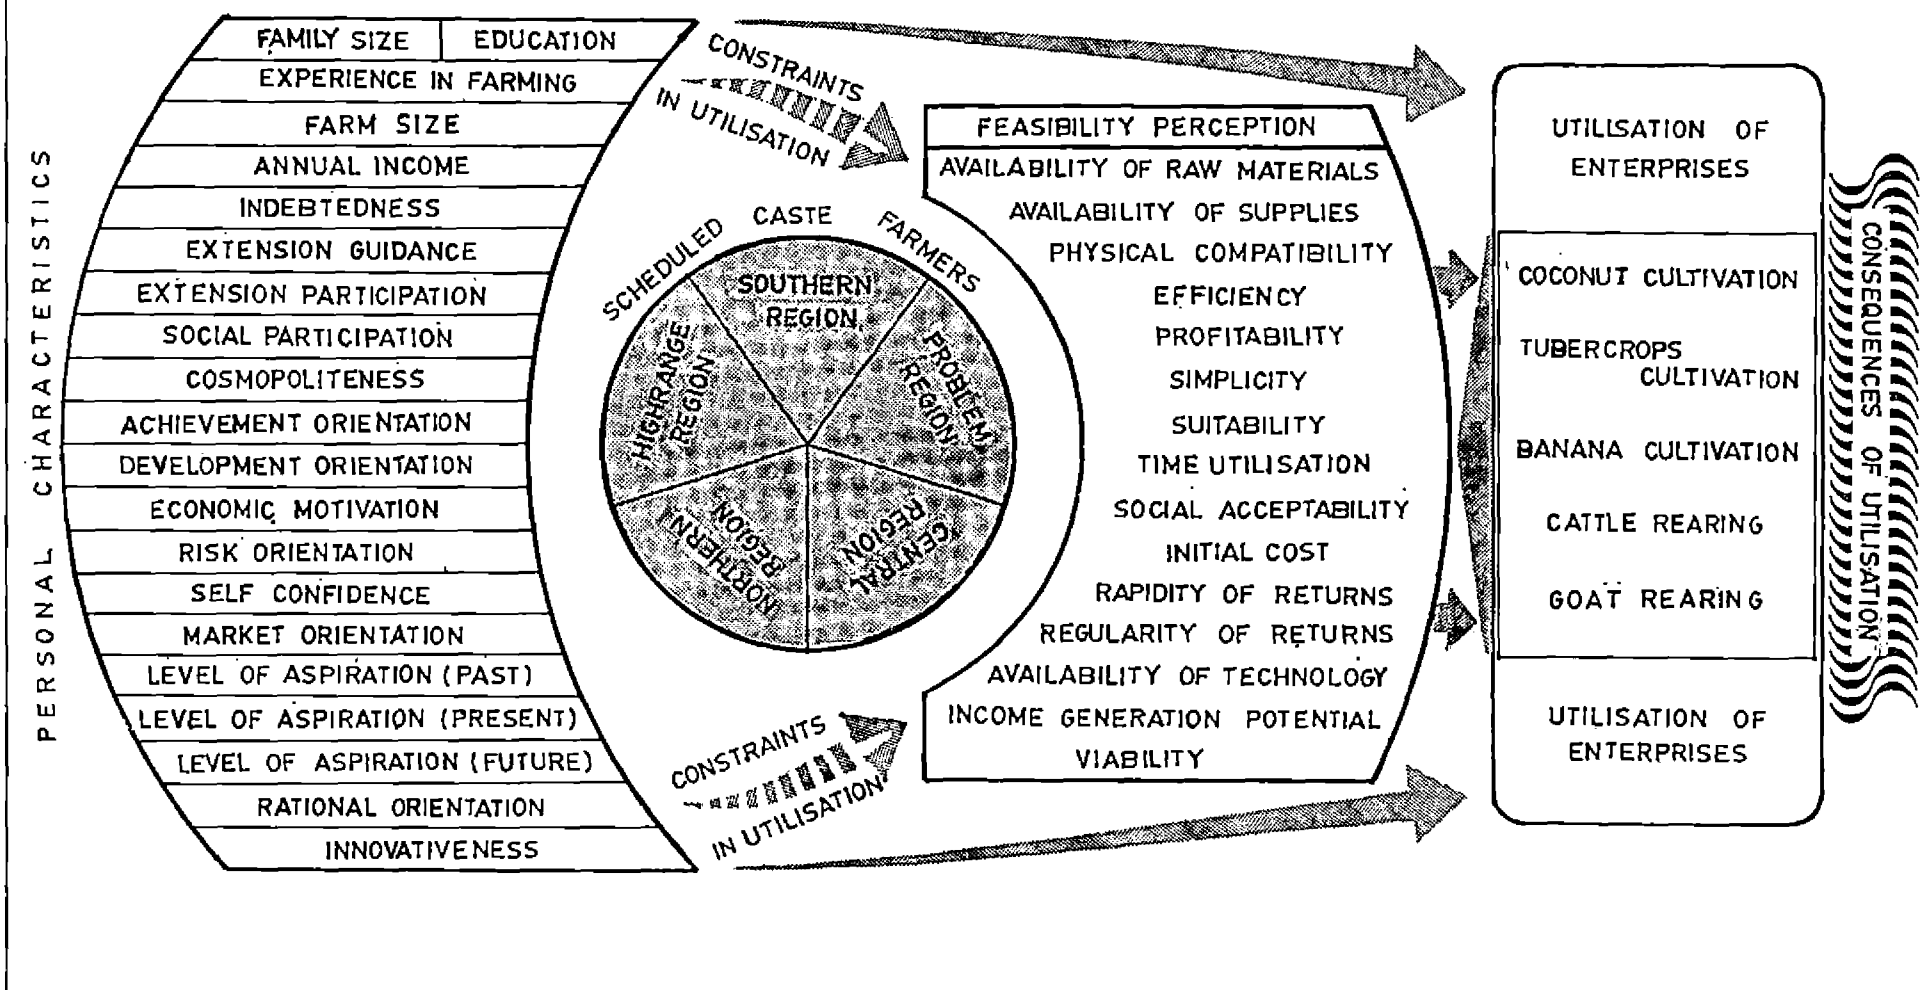 PERSONAL CHARACTERISTICS
FAMILY SIZE
EDUCATION
EXPERIENCE IN FARMING
FARM SIZE
ANNUAL INCOME
INDEBTEDNESS
EXTENSION GUIDANCE
EXTENSION PARTICIPATION
SOCIAL PARTICIPATION
COSMOPOLITENESS
ACHIEVEMENT ORIENTATION
DEVELOPMENT ORIENTATION
ECONOMIC MOTIVATION
RISK ORIENTATION
SELF CONFIDENCE
MARKET ORIENTATION
LEVEL OF ASPIRATION (PAST)
LEVEL OF ASPIRATION (PRESENT)
LEVEL OF ASPIRATION (FUTURE)
RATIONAL ORIENTATION
INNOVATIVENESS
CONSTRAINTS
IN UTILISATION
SCHEDULED CASTE FARMERS
SOUTHERN
REGION
PROBLEM
REGION
CENTRAL
REGION
NORTHERN
REGION
HIGHRANGE
REGION
CONSTRAINTS
IN UTILISATION
FEASIBILITY PERCEPTION
AVAILABILITY OF RAW MATERIALS
AVAILABILITY OF SUPPLIES
PHYSICAL COMPATIBILITY
EFFICIENCY
PROFITABILITY
SIMPLICITY
SUITABILITY
TIME UTILISATION
SOCIAL ACCEPTABILITY
INITIAL COST
RAPIDITY OF RETURNS
REGULARITY OF RETURNS
AVAILABILITY OF TECHNOLOGY
INCOME GENERATION POTENTIAL
VIABILITY
UTILISATION OF
ENTERPRISES
COCONUT CULTIVATION
TUBERCROPS
CULTIVATION
BANANA CULTIVATION
CATTLE REARING
GOAT REARING
UTILISATION OF
ENTERPRISES
CONSEQUENCES OF UTILISATION